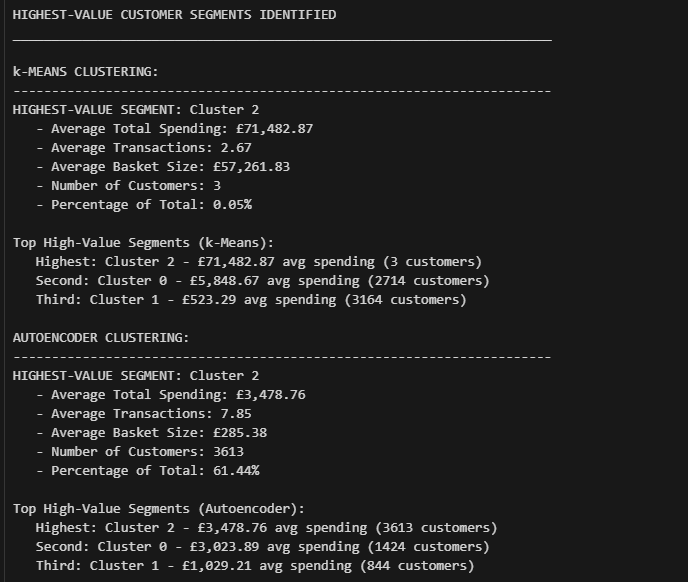 HIGHEST-VALUE CUSTOMER SEGMENTS IDENTIFIED
k-MEANS CLUSTERING:
HIGHEST-VALUE SEGMENT: Cluster 2
- Average Total Spending: £71,482.87
- Average Transactions: 2.67
- Average Basket Size: £57,261.83
- Number of Customers: 3
- Percentage of Total: 0.05%
Top High-Value Segments (k-Means):
Highest: Cluster 2 - £71,482.87 avg spending (3 customers)
Second: Cluster 0 - £5,848.67 avg spending (2714 customers)
Third: Cluster 1 - £523.29 avg spending (3164 customers)
AUTOENCODER CLUSTERING:
HIGHEST-VALUE SEGMENT: Cluster 2
- Average Total Spending: £3,478.76
- Average Transactions: 7.85
- Average Basket Size: £285.38
- Number of Customers: 3613
- Percentage of Total: 61.44%
Top High-Value Segments (Autoencoder):
Highest: Cluster 2 - £3,478.76 avg spending (3613 customers)
Second: Cluster 0 - £3,023.89 avg spending (1424 customers)
Third: Cluster 1 - £1,029.21 avg spending (844 customers)